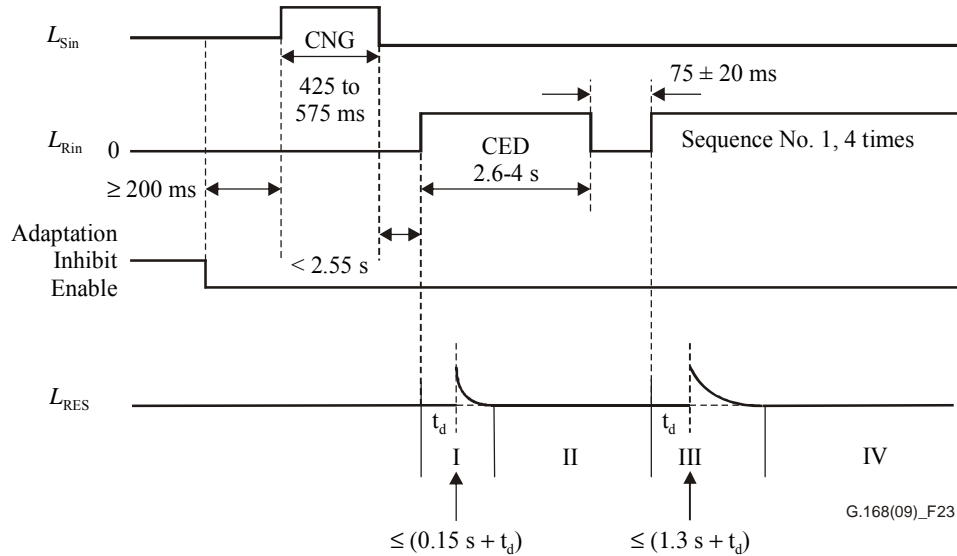 L_Sin
CNG
425 to
575 ms
75 ± 20 ms
L_Rin 0
CED
2.6-4 s
Sequence No. 1, 4 times
≥ 200 ms
Adaptation
Inhibit
Enable
< 2.55 s
L_RES
t_d
t_d
I
II
III
IV
G.168(09)_F23
≤ (0.15 s + t_d)
≤ (1.3 s + t_d)